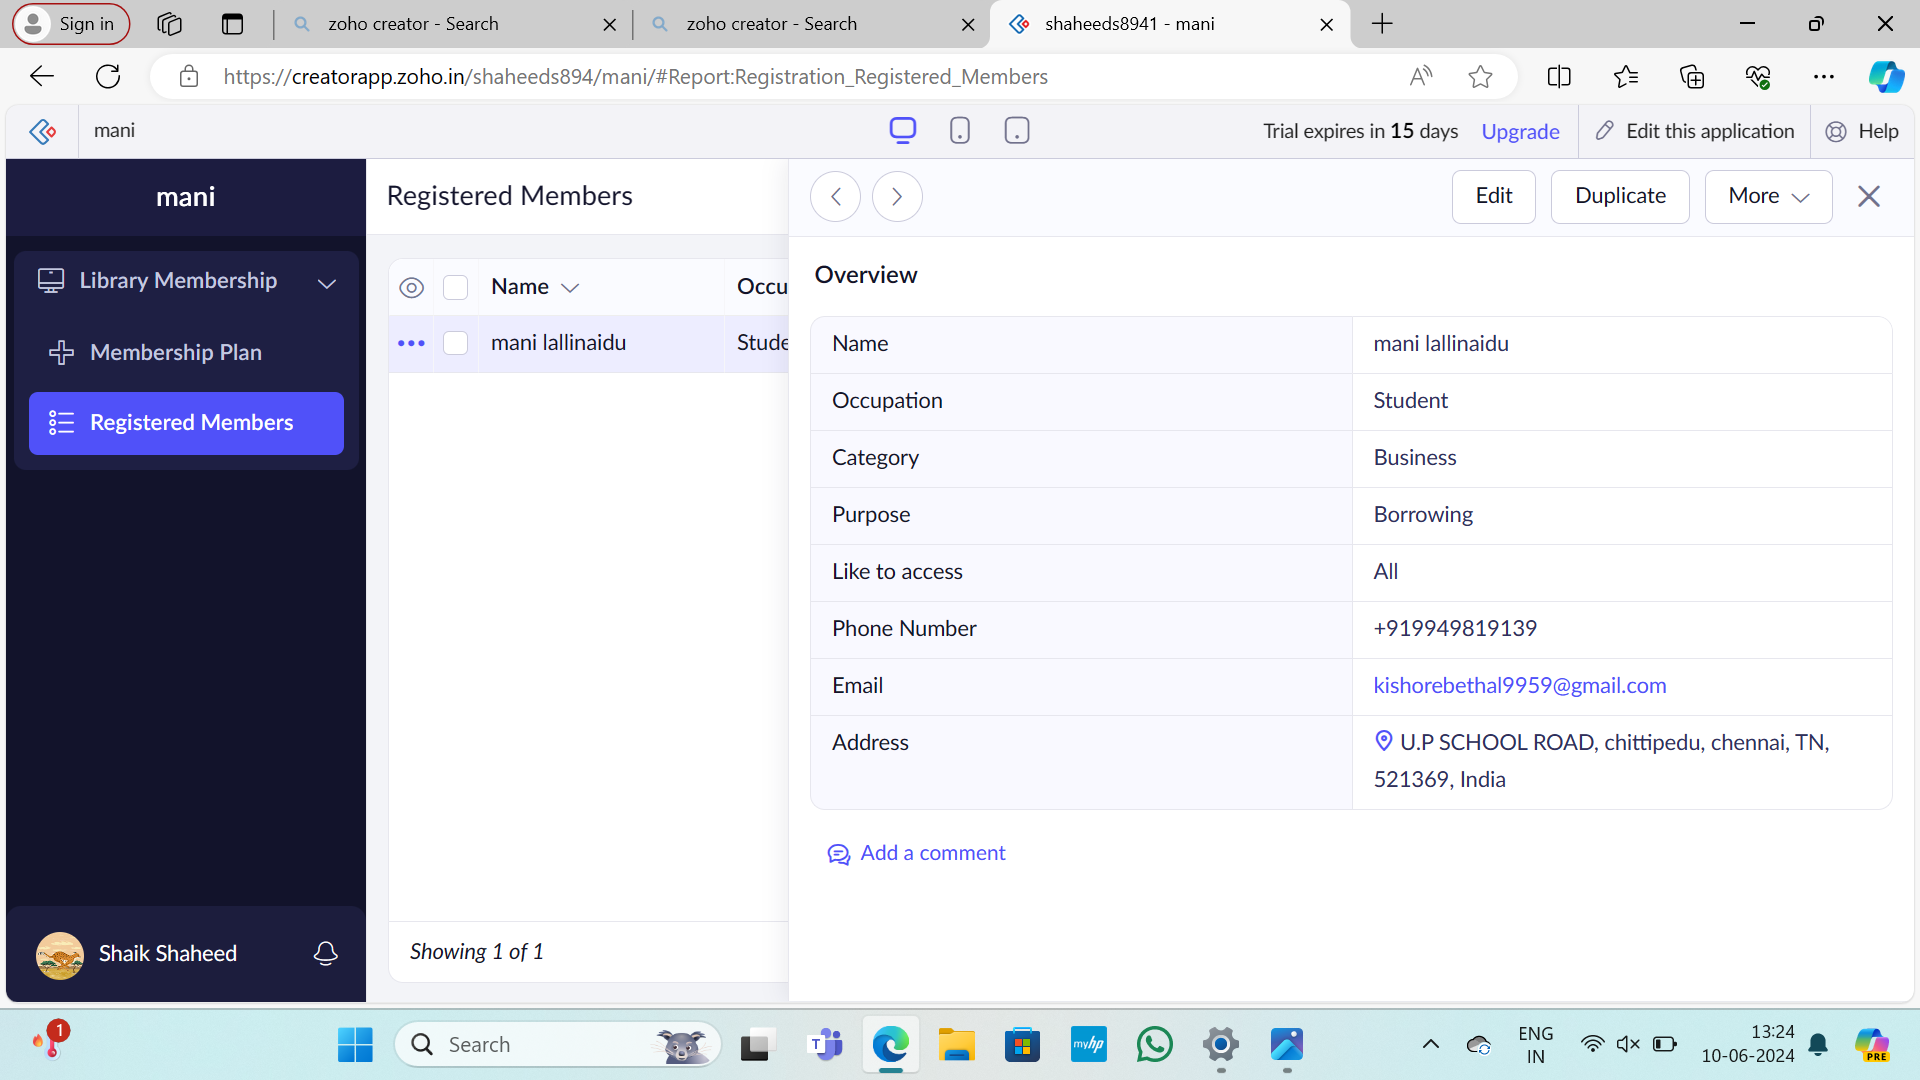 Sign in
zoho creator - Search
zoho creator - Search
shaheeds8941 - mani
https://creatorapp.zoho.in/shaheeds894/mani/#Report:Registration_Registered_Members
mani
Trial expires in 15 days
Upgrade
Edit this application
Help
mani
Library Membership
Membership Plan
Registered Members
Shaik Shaheed
Registered Members
Name
Occu
mani lallinaidu
Stude
Showing 1 of 1
Edit
Duplicate
More
Overview
Name
mani lallinaidu
Occupation
Student
Category
Business
Purpose
Borrowing
Like to access
All
Phone Number
+919949819139
Email
kishorebethal9959@gmail.com
Address
U.P SCHOOL ROAD, chittipedu, chennai, TN,
521369, India
Add a comment
1
Search
T
myhp
ENG
IN
13:24
10-06-2024
PRE